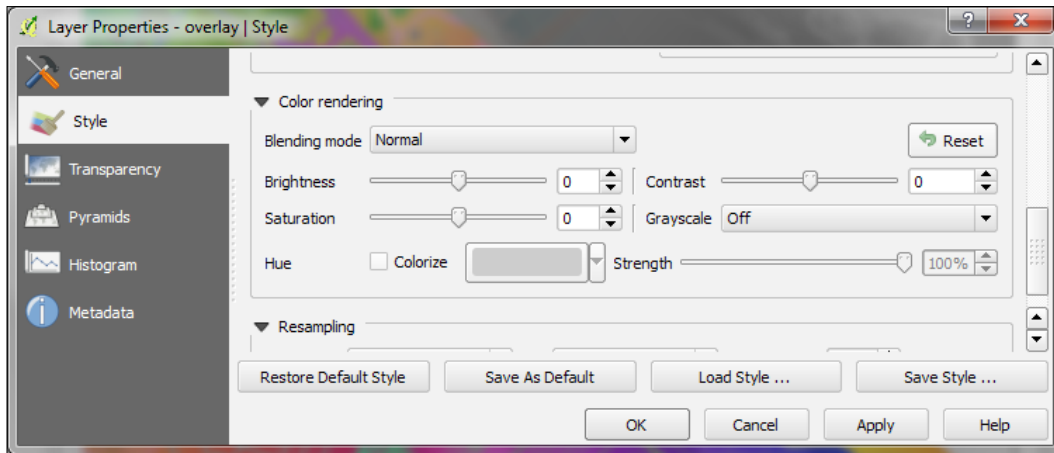 Layer Properties - overlay | Style
General
Style
Transparency
Pyramids
Histogram
Metadata
Color rendering
Blending mode Normal Reset
Brightness 0 Contrast 0
Saturation 0 Grayscale Off
Hue Colorize Strength 100%
Resampling
Restore Default Style Save As Default Load Style ... Save Style ...
OK Cancel Apply Help